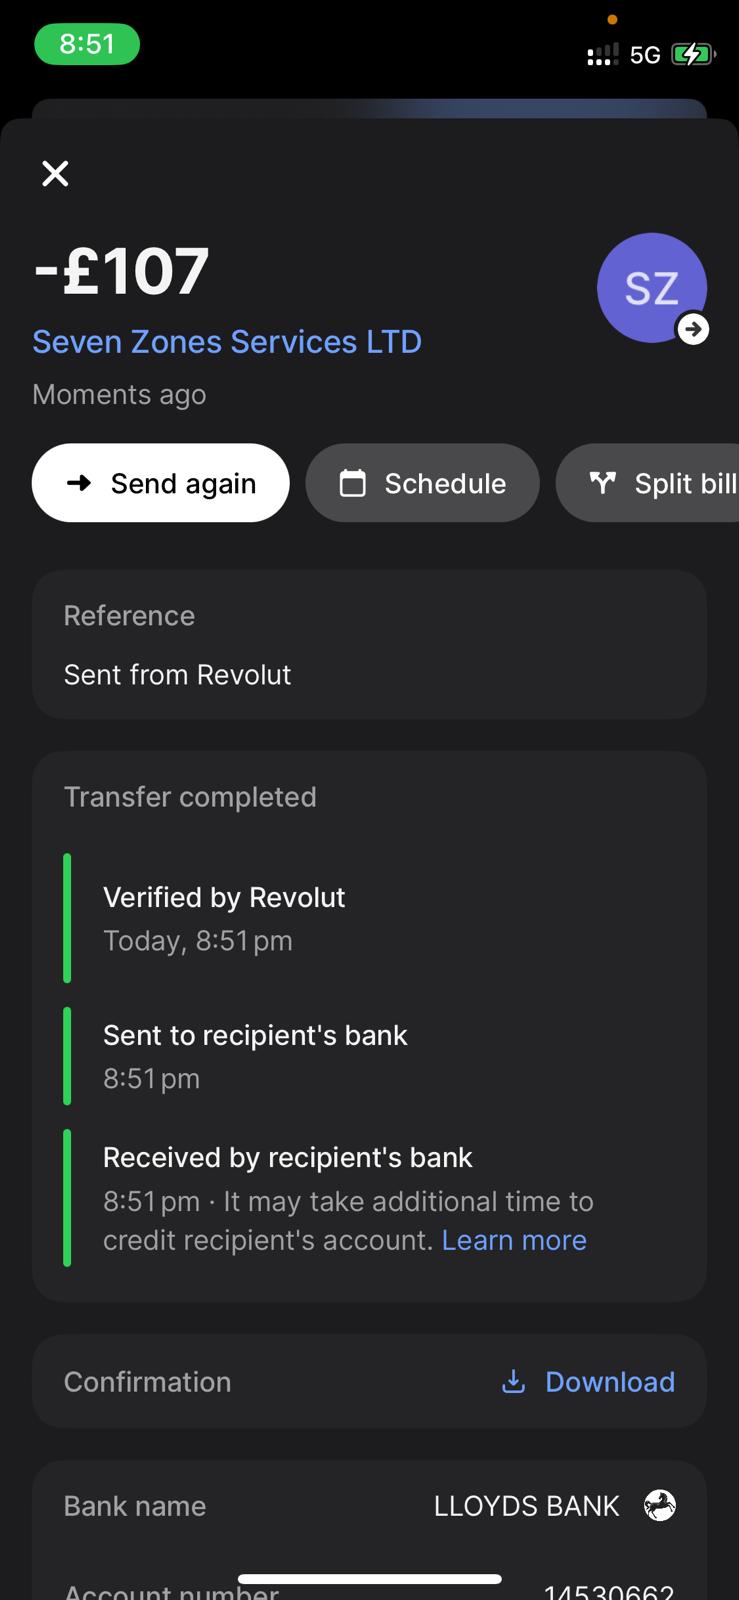 8:51
5G
-£107
SZ
Seven Zones Services LTD
Moments ago
Send again
Schedule
Split bill
Reference
Sent from Revolut
Transfer completed
Verified by Revolut
Today, 8:51 pm
Sent to recipient's bank
8:51 pm
Received by recipient's bank
8:51 pm · It may take additional time to
credit recipient's account. Learn more
Confirmation
Download
Bank name
LLOYDS BANK
Account number
14530662